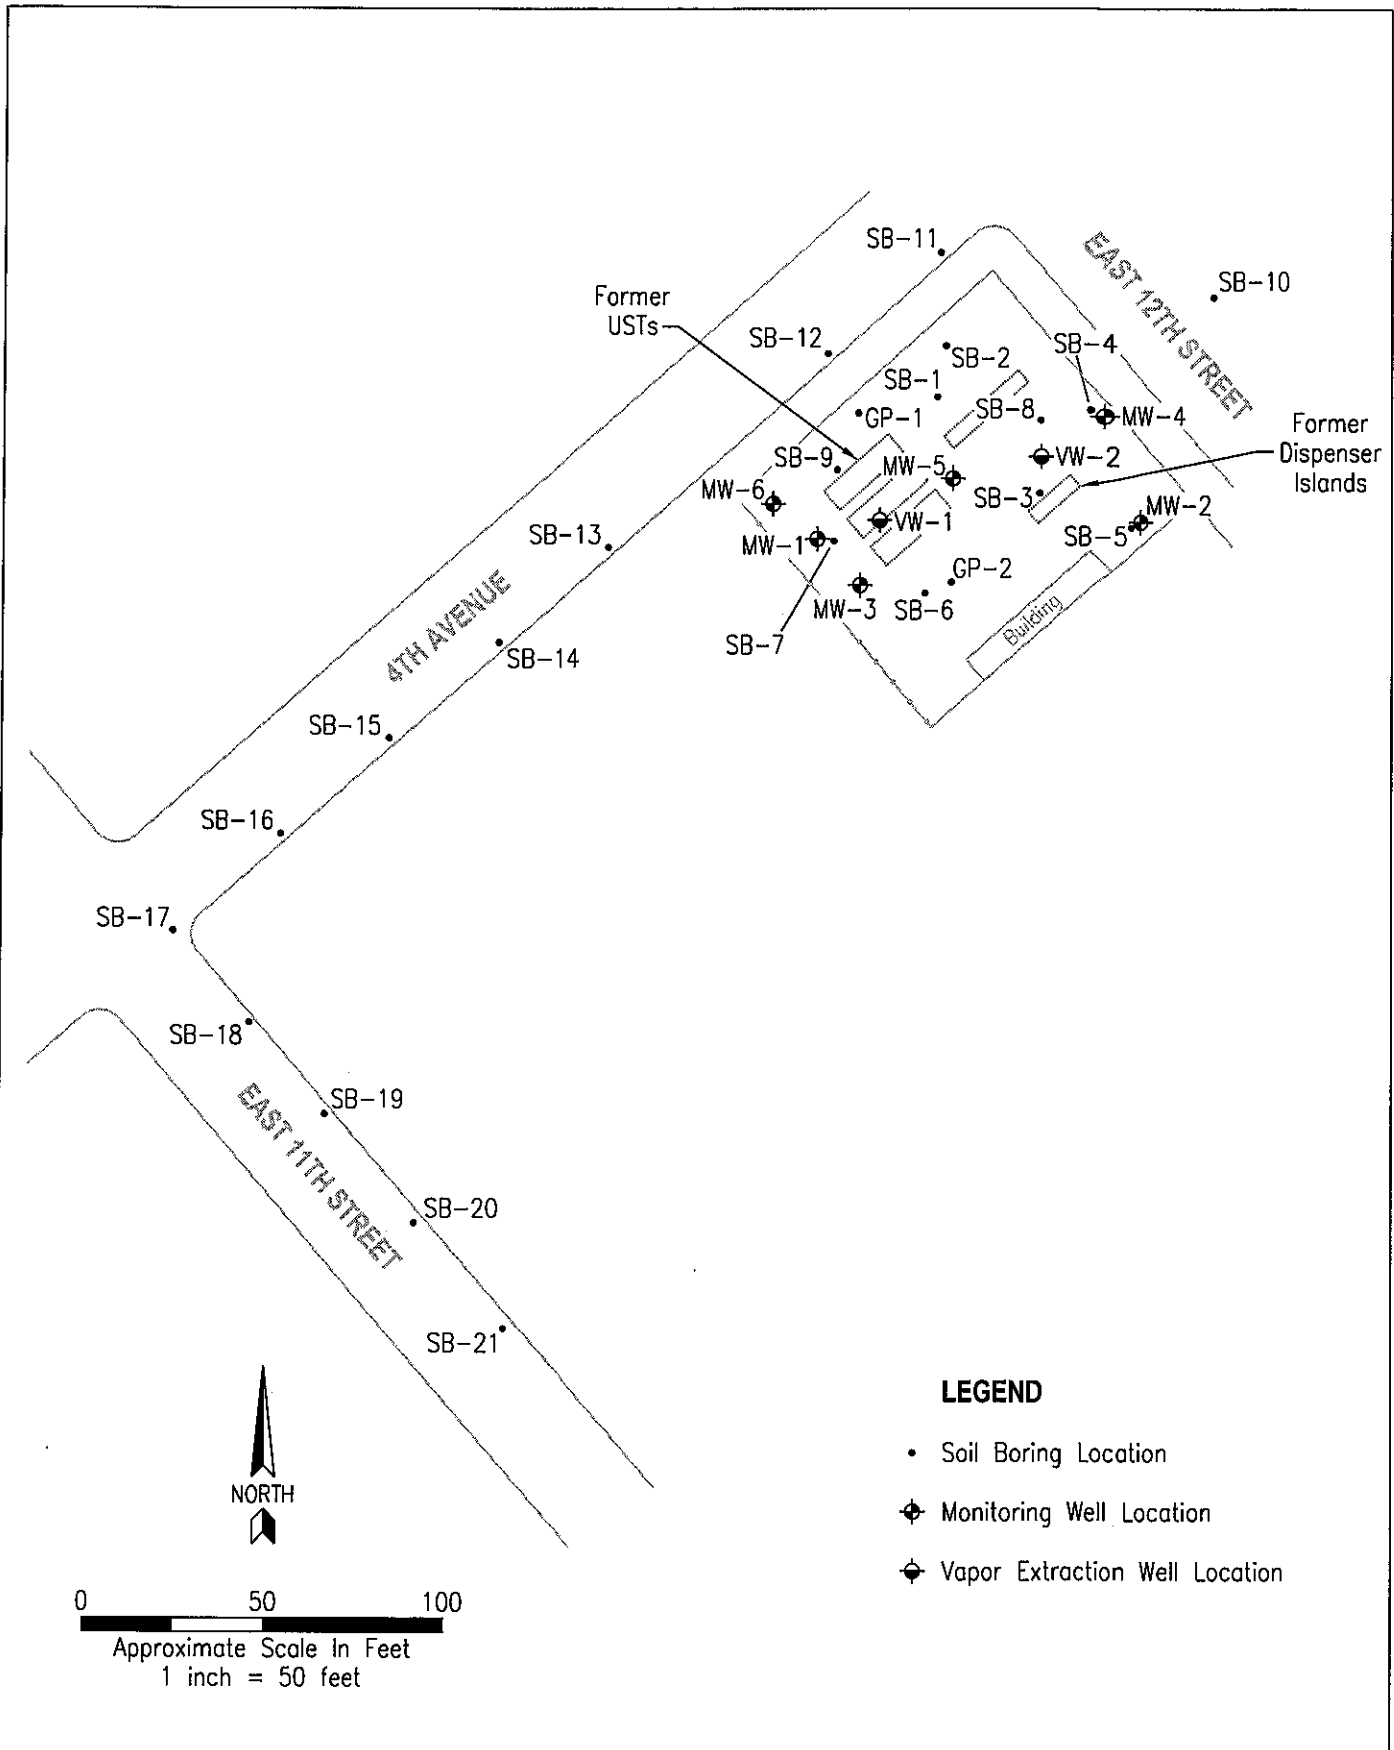 SB-11
EAST 12TH STREET
SB-10
Former
USTs
SB-12
SB-2
SB-4
SB-1
GP-1
SB-8
MW-4
Former
Dispenser
Islands
SB-9
MW-5
VW-2
MW-6
SB-3
MW-2
VW-1
SB-5
SB-13
MW-1
GP-2
MW-3
SB-6
Building
SB-7
4TH AVENUE
SB-14
SB-15
SB-16
SB-17
SB-18
SB-19
EAST 11TH STREET
SB-20
SB-21
NORTH
0 50 100
Approximate Scale In Feet
1 inch = 50 feet
LEGEND
Soil Boring Location
Monitoring Well Location
Vapor Extraction Well Location